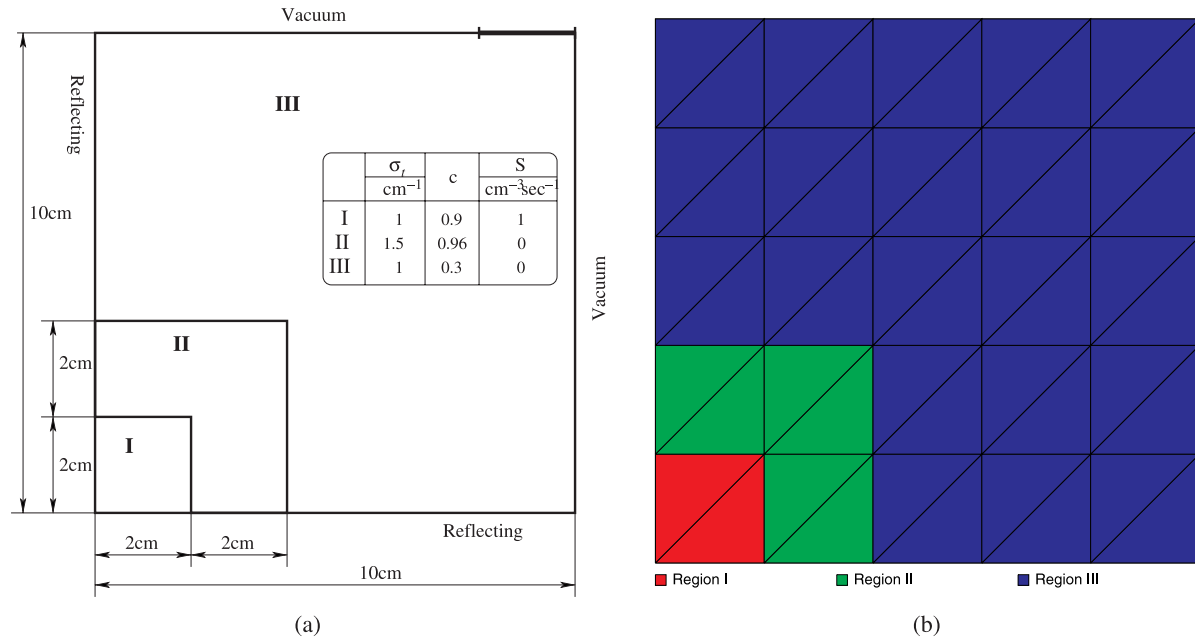 Vacuum
Reflecting
III
σt c S
cm⁻¹ cm⁻³sec⁻¹
I 1 0.9 1
II 1.5 0.96 0
III 1 0.3 0
10cm
Vacuum
II
2cm
I
2cm
Reflecting
2cm 2cm
10cm
(a)
Region I Region II Region III
(b)